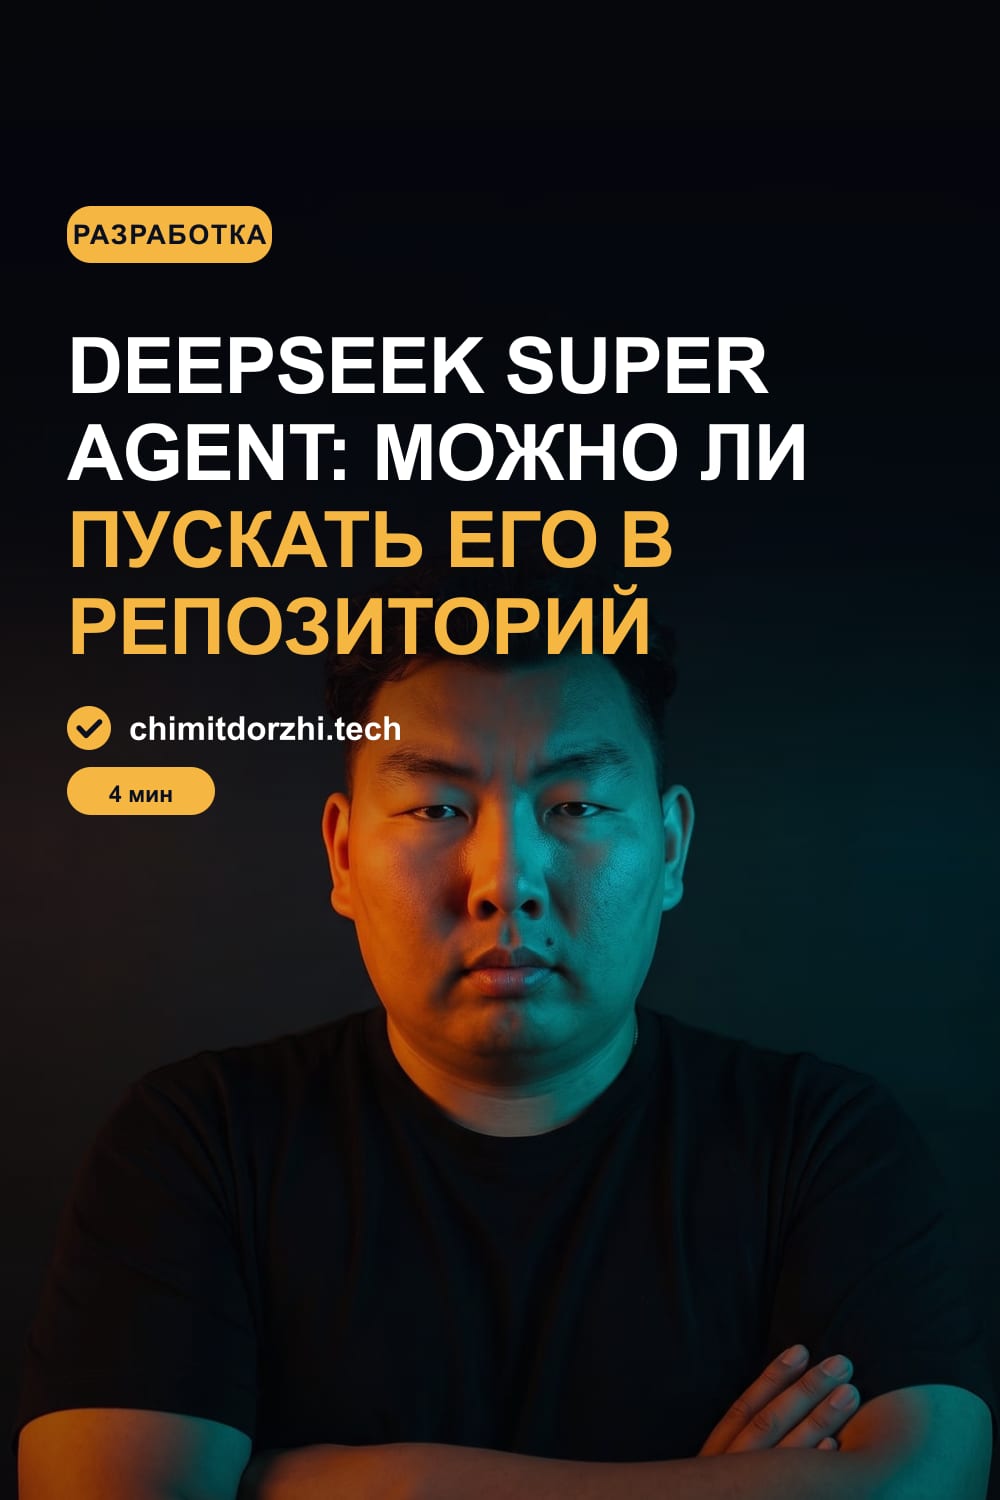 РАЗРАБОТКА
DEEPSEEK SUPER
AGENT: МОЖНО ЛИ
ПУСКАТЬ ЕГО В
РЕПОЗИТОРИЙ
chimitdorzhi.tech
4 мин